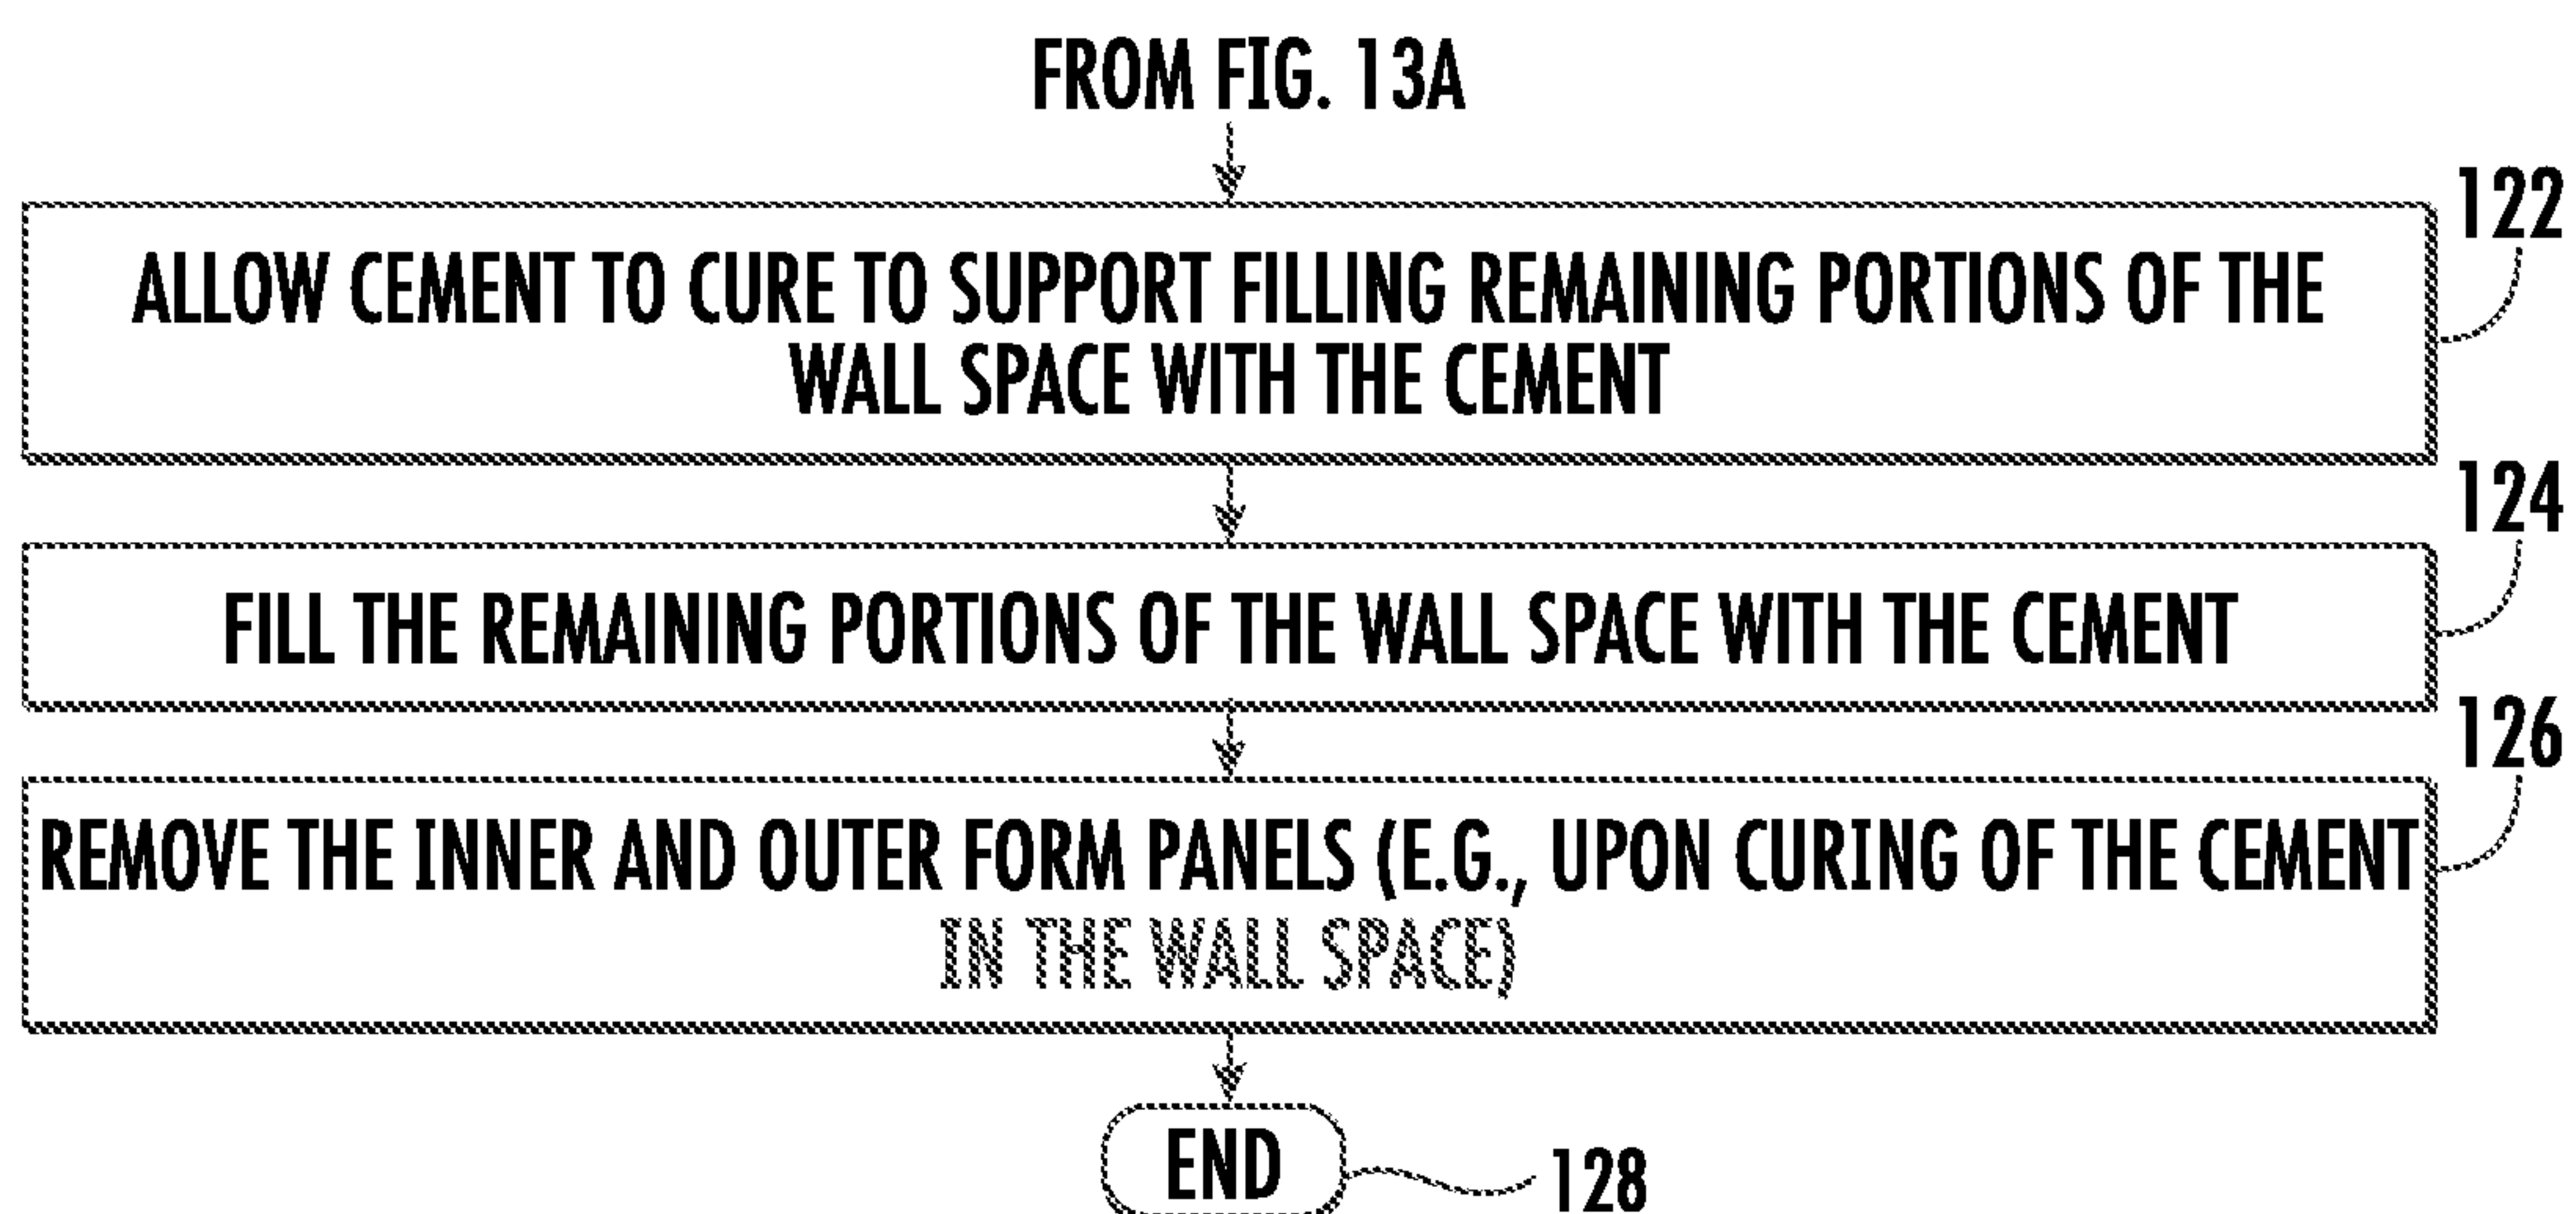 FROM FIG. 13A
122
ALLOW CEMENT TO CURE TO SUPPORT FILLING REMAINING PORTIONS OF THE
WALL SPACE WITH THE CEMENT
124
FILL THE REMAINING PORTIONS OF THE WALL SPACE WITH THE CEMENT
126
REMOVE THE INNER AND OUTER FORM PANELS (E.G., UPON CURING OF THE CEMENT
IN THE WALL SPACE)
END
128